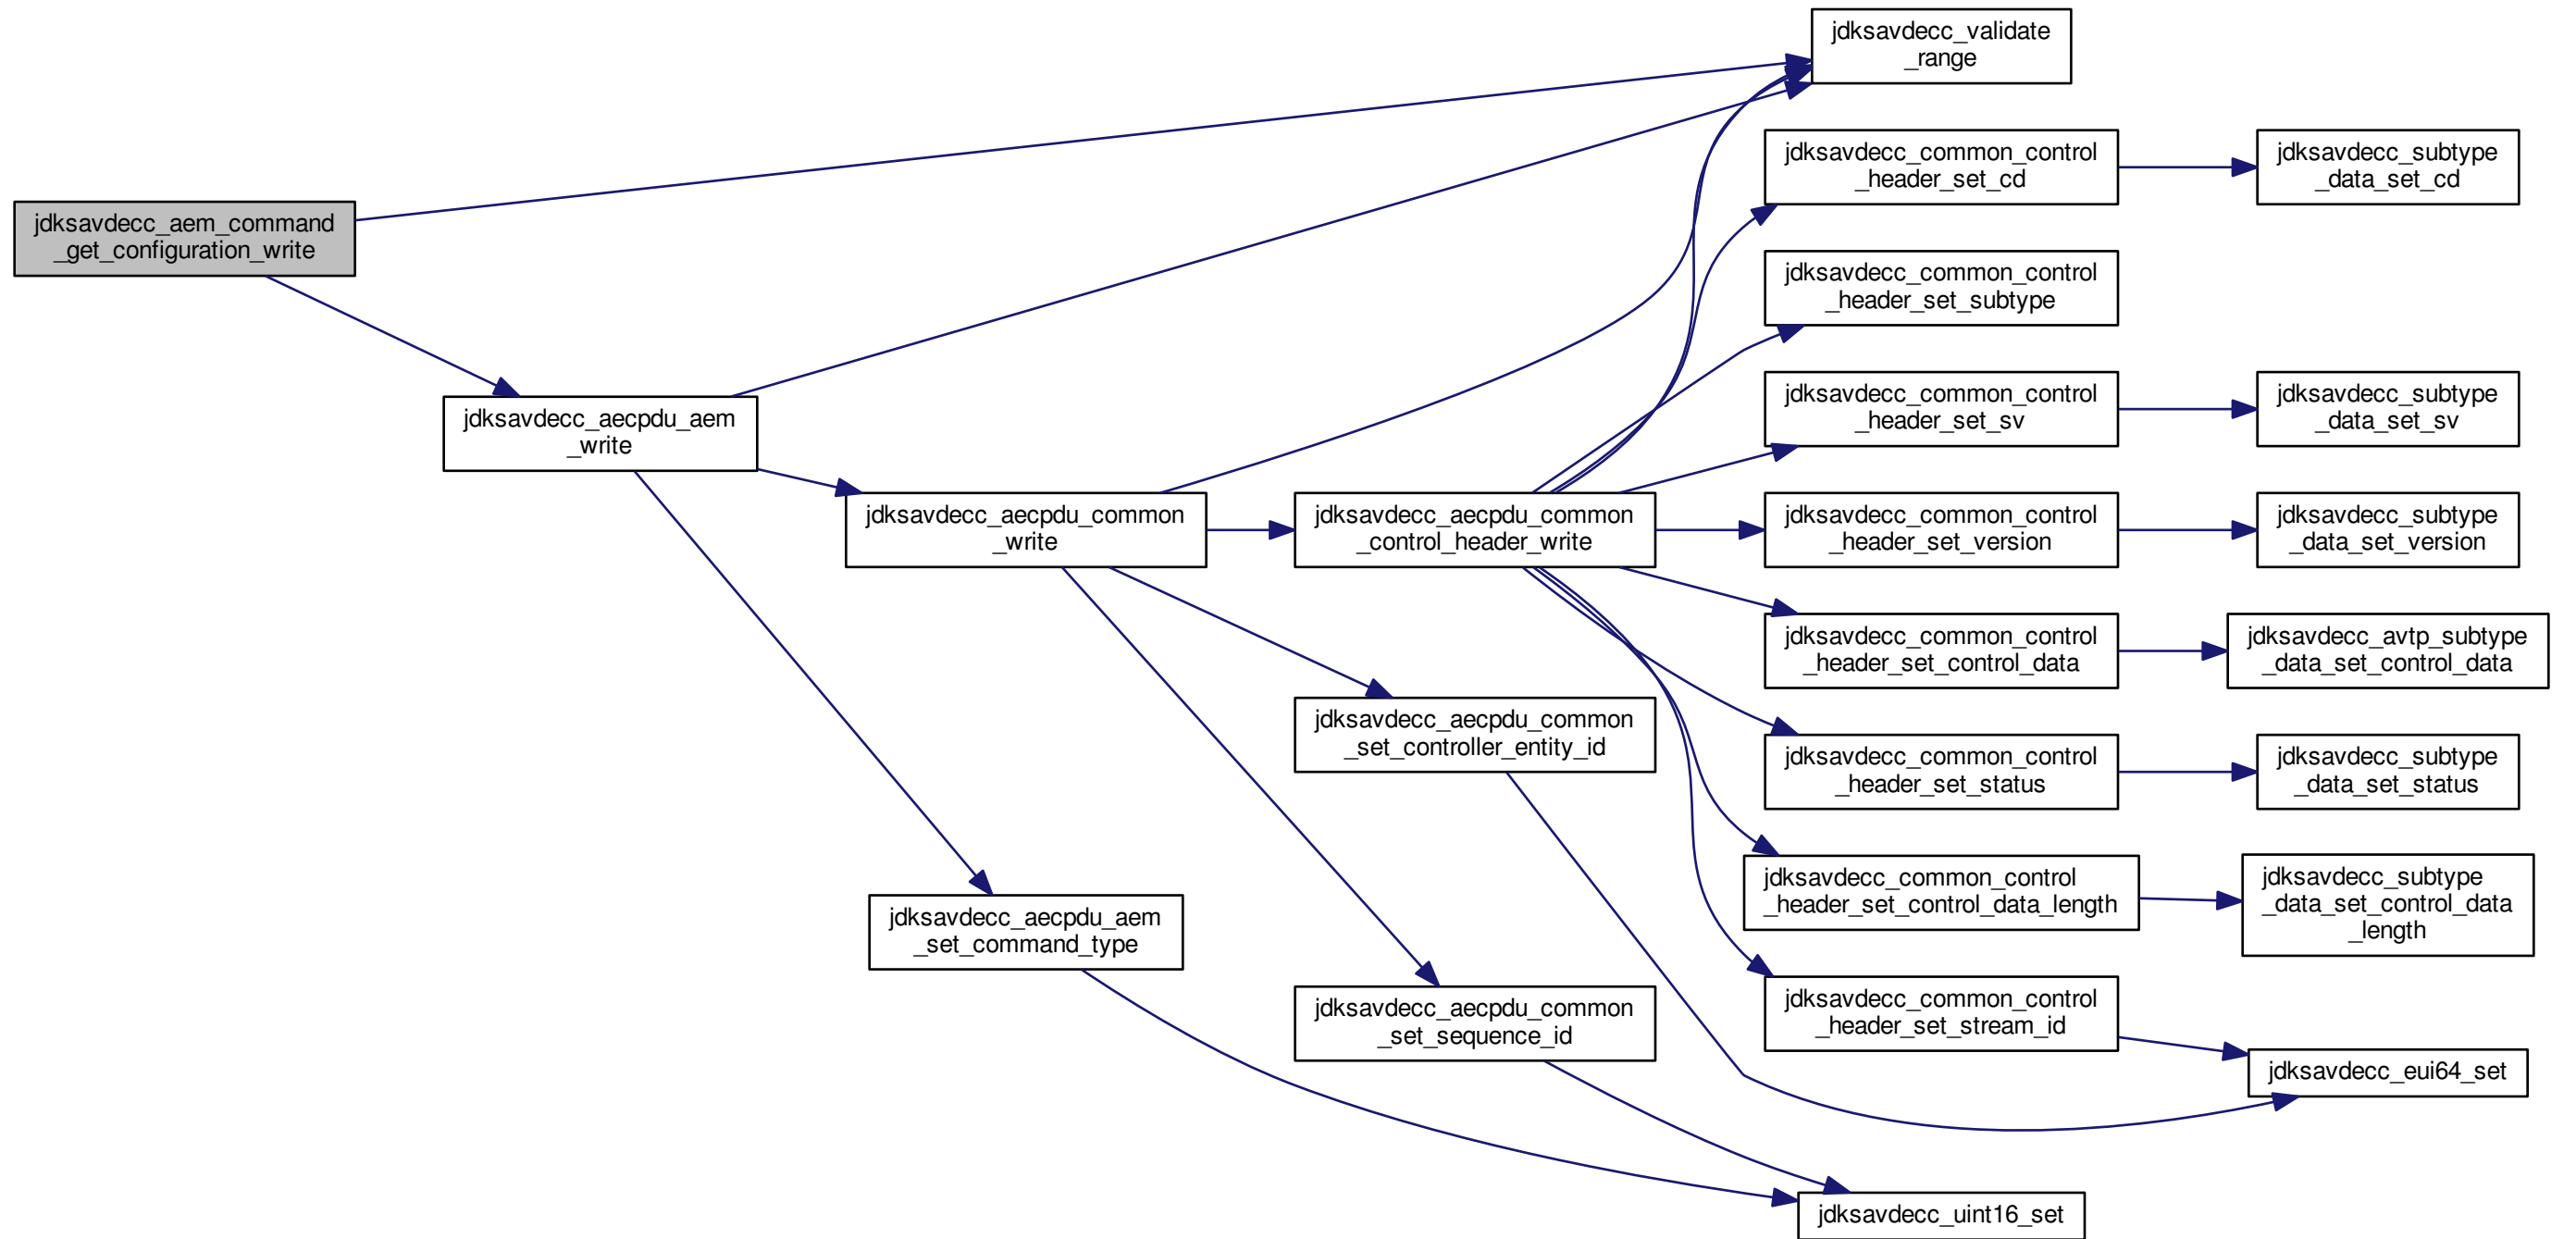 jdksavdecc_aem_command
_get_configuration_write
jdksavdecc_aecpdu_aem
_write
jdksavdecc_aecpdu_common
_write
jdksavdecc_aecpdu_aem
_set_command_type
jdksavdecc_aecpdu_common
_control_header_write
jdksavdecc_aecpdu_common
_set_controller_entity_id
jdksavdecc_aecpdu_common
_set_sequence_id
jdksavdecc_validate
_range
jdksavdecc_common_control
_header_set_cd
jdksavdecc_common_control
_header_set_subtype
jdksavdecc_common_control
_header_set_sv
jdksavdecc_common_control
_header_set_version
jdksavdecc_common_control
_header_set_control_data
jdksavdecc_common_control
_header_set_status
jdksavdecc_common_control
_header_set_control_data_length
jdksavdecc_common_control
_header_set_stream_id
jdksavdecc_uint16_set
jdksavdecc_subtype
_data_set_cd
jdksavdecc_subtype
_data_set_sv
jdksavdecc_subtype
_data_set_version
jdksavdecc_avtp_subtype
_data_set_control_data
jdksavdecc_subtype
_data_set_status
jdksavdecc_subtype
_data_set_control_data
_length
jdksavdecc_eui64_set